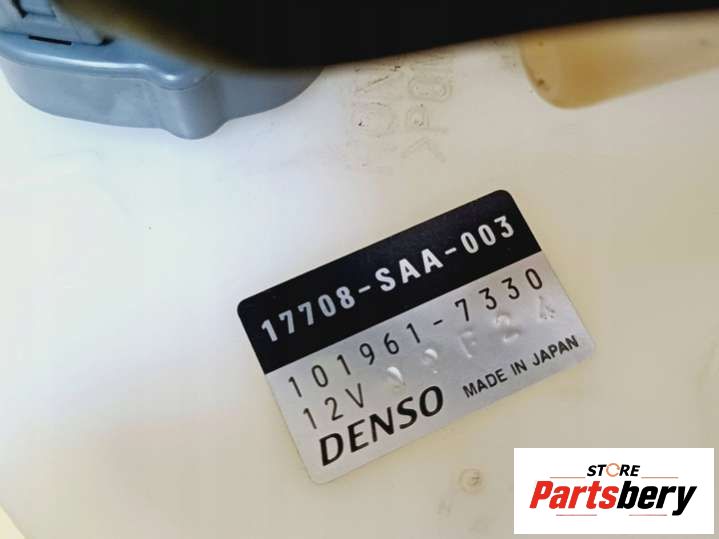 17708-SAA-003
101961-7330
12V
DENSO MADE IN JAPAN
STORE
Partsbery